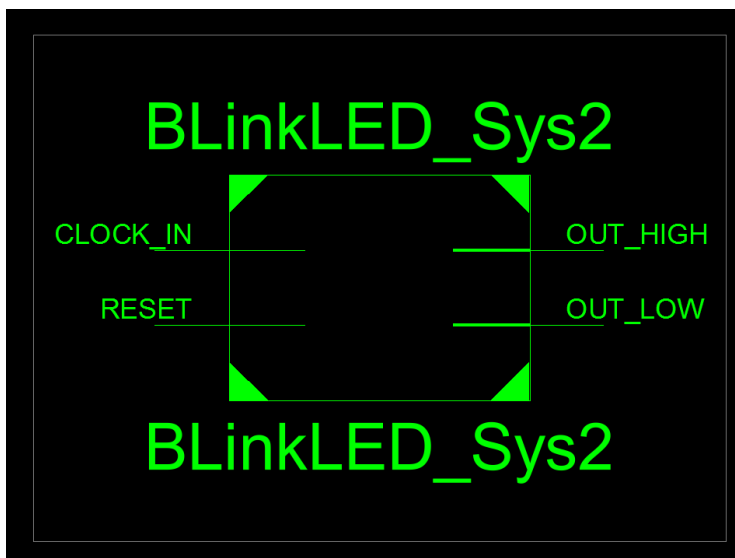 BLinkLED_Sys2
CLOCK_IN
OUT_HIGH
RESET
OUT_LOW
BLinkLED_Sys2